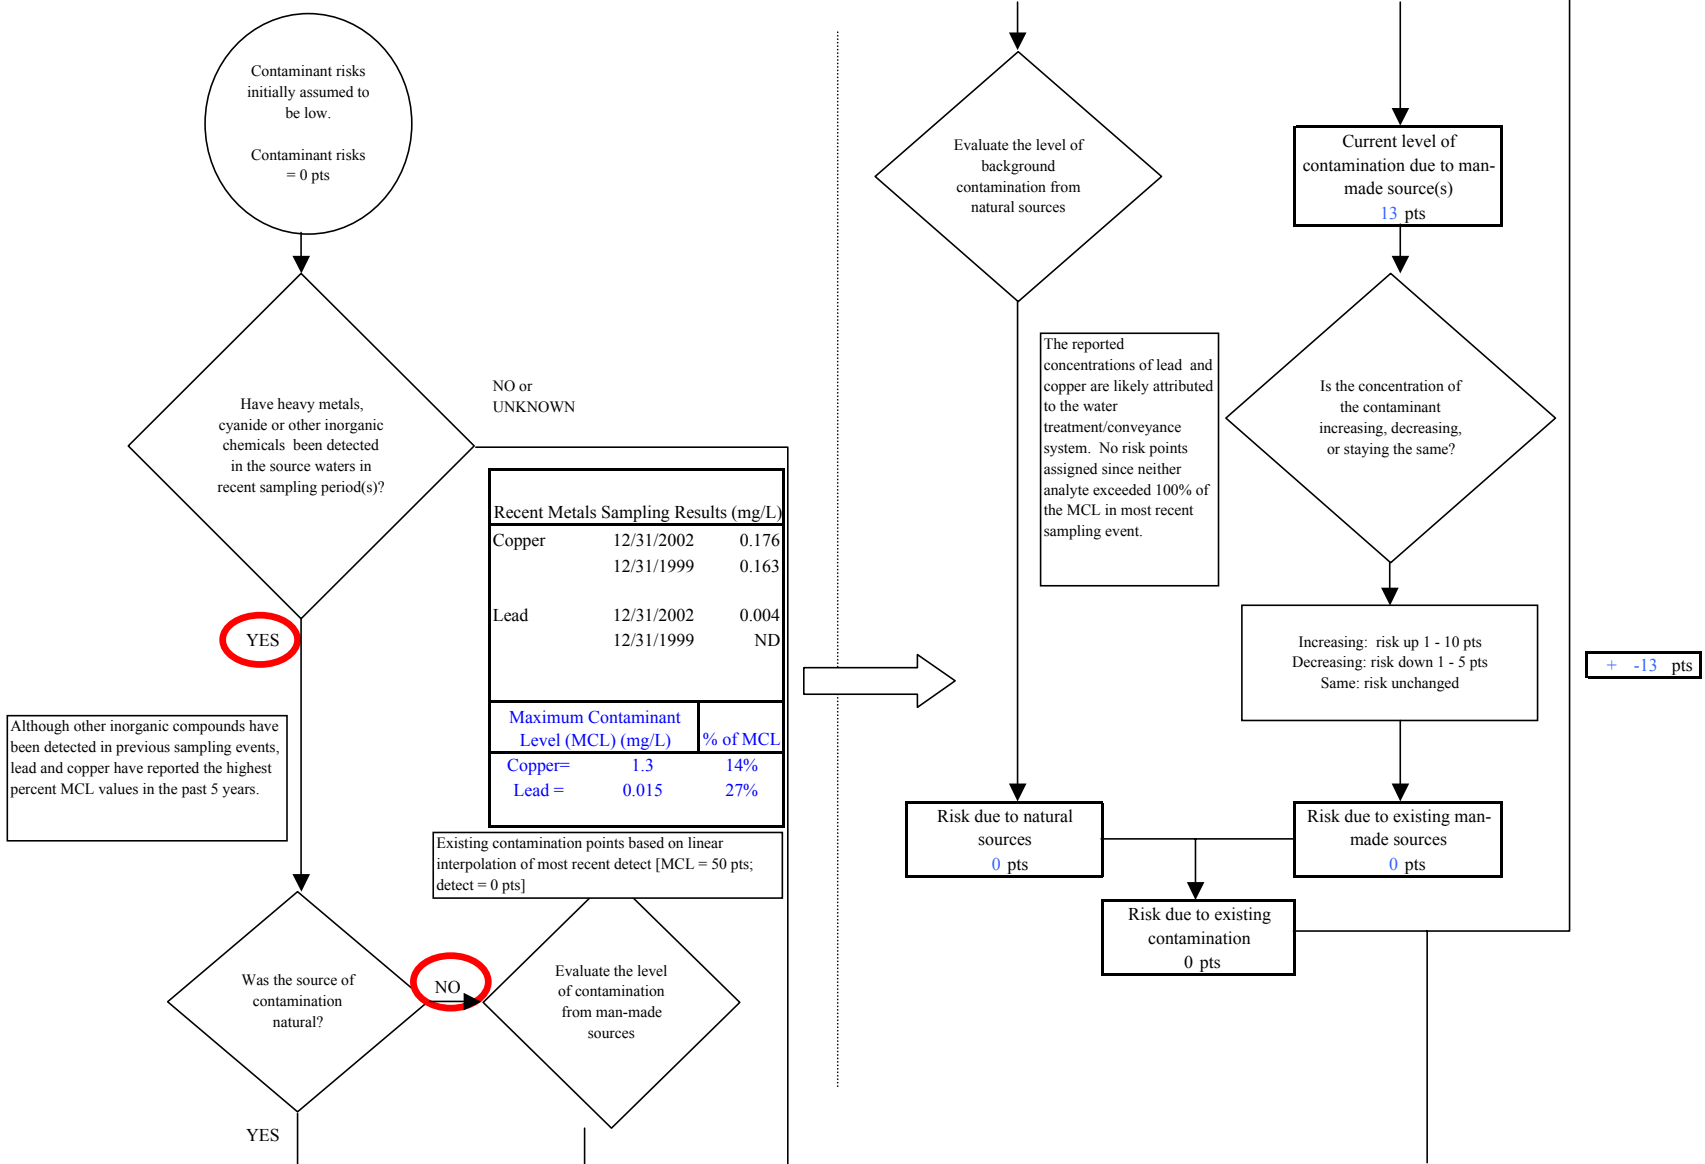 Contaminant risks
initially assumed to
be low.
Contaminant risks
= 0 pts
Have heavy metals,
cyanide or other inorganic
chemicals been detected
in the source waters in
recent sampling period(s)?
NO or
UNKNOWN
YES
Recent Metals Sampling Results (mg/L)
Copper 12/31/2002 0.176
12/31/1999 0.163
Lead 12/31/2002 0.004
12/31/1999 ND
Maximum Contaminant
Level (MCL) (mg/L) % of MCL
Copper= 1.3 14%
Lead = 0.015 27%
Although other inorganic compounds have
been detected in previous sampling events,
lead and copper have reported the highest
percent MCL values in the past 5 years.
Existing contamination points based on linear
interpolation of most recent detect [MCL = 50 pts;
detect = 0 pts]
Was the source of
contamination
natural?
NO
Evaluate the level
of contamination
from man-made
sources
YES
Evaluate the level of
background
contamination from
natural sources
Current level of
contamination due to man-
made source(s)
13 pts
The reported
concentrations of lead and
copper are likely attributed
to the water
treatment/conveyance
system. No risk points
assigned since neither
analyte exceeded 100% of
the MCL in most recent
sampling event.
Is the concentration of
the contaminant
increasing, decreasing,
or staying the same?
Increasing: risk up 1 - 10 pts
Decreasing: risk down 1 - 5 pts
Same: risk unchanged
+ -13 pts
Risk due to natural
sources
0 pts
Risk due to existing man-
made sources
0 pts
Risk due to existing
contamination
0 pts